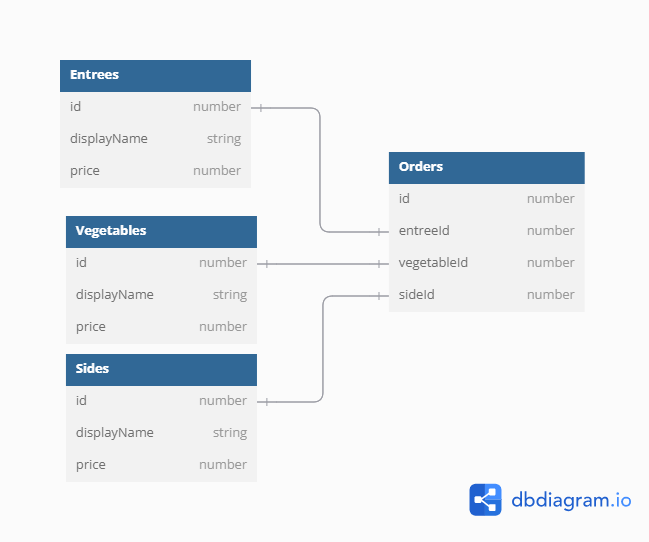 Entrees
id number
displayName string
price number
Vegetables
id number
displayName string
price number
Sides
id number
displayName string
price number
Orders
id number
entreeId number
vegetableId number
sideId number
dbdiagram.io